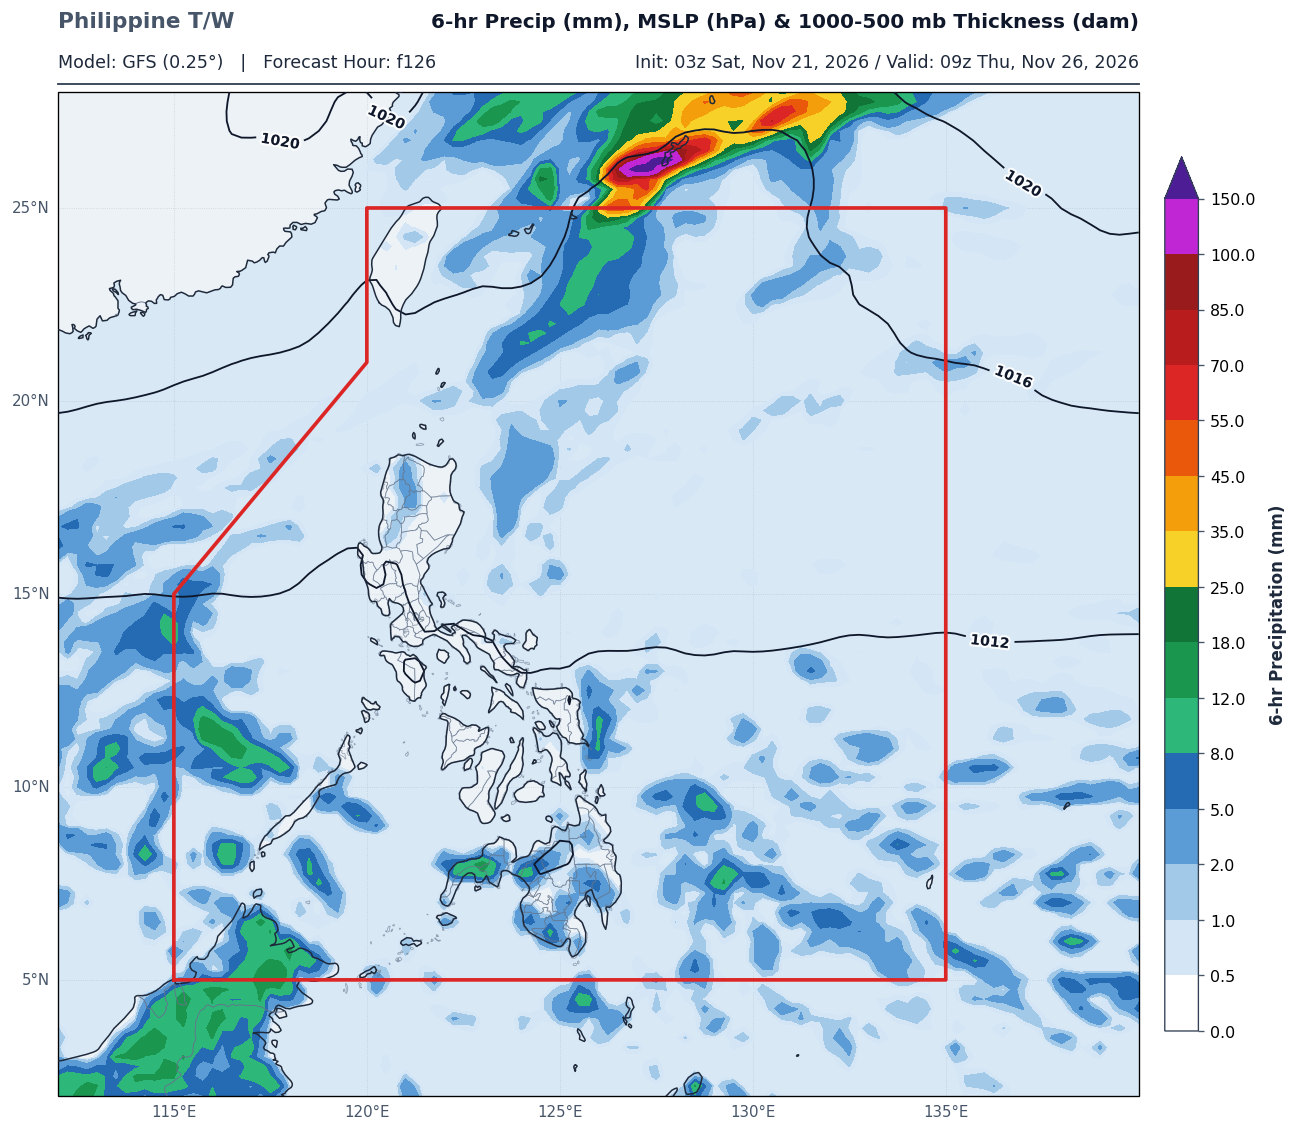 Philippine T/W
6-hr Precip (mm), MSLP (hPa) & 1000-500 mb Thickness (dam)
Model: GFS (0.25°) | Forecast Hour: f126
Init: 03z Sat, Nov 21, 2026 / Valid: 09z Thu, Nov 26, 2026
1020
1020
1020
1016
1012
25°N
20°N
15°N
10°N
5°N
115°E
120°E
125°E
130°E
135°E
150.0
100.0
85.0
70.0
55.0
45.0
35.0
25.0
18.0
12.0
8.0
5.0
2.0
1.0
0.5
0.0
6-hr Precipitation (mm)